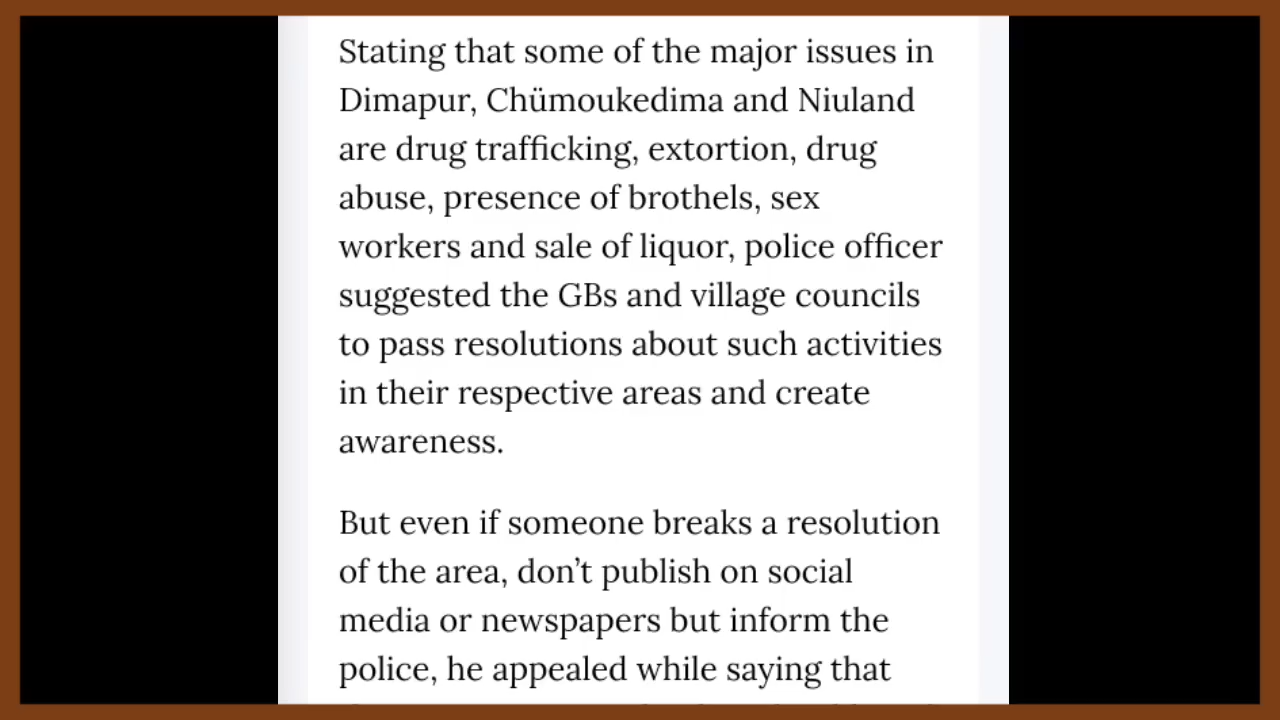 Stating that some of the major issues in
Dimapur, Chümoukedima and Niuland
are drug trafficking, extortion, drug
abuse, presence of brothels, sex
workers and sale of liquor, police officer
suggested the GBs and village councils
to pass resolutions about such activities
in their respective areas and create
awareness.
But even if someone breaks a resolution
of the area, don’t publish on social
media or newspapers but inform the
police, he appealed while saying that